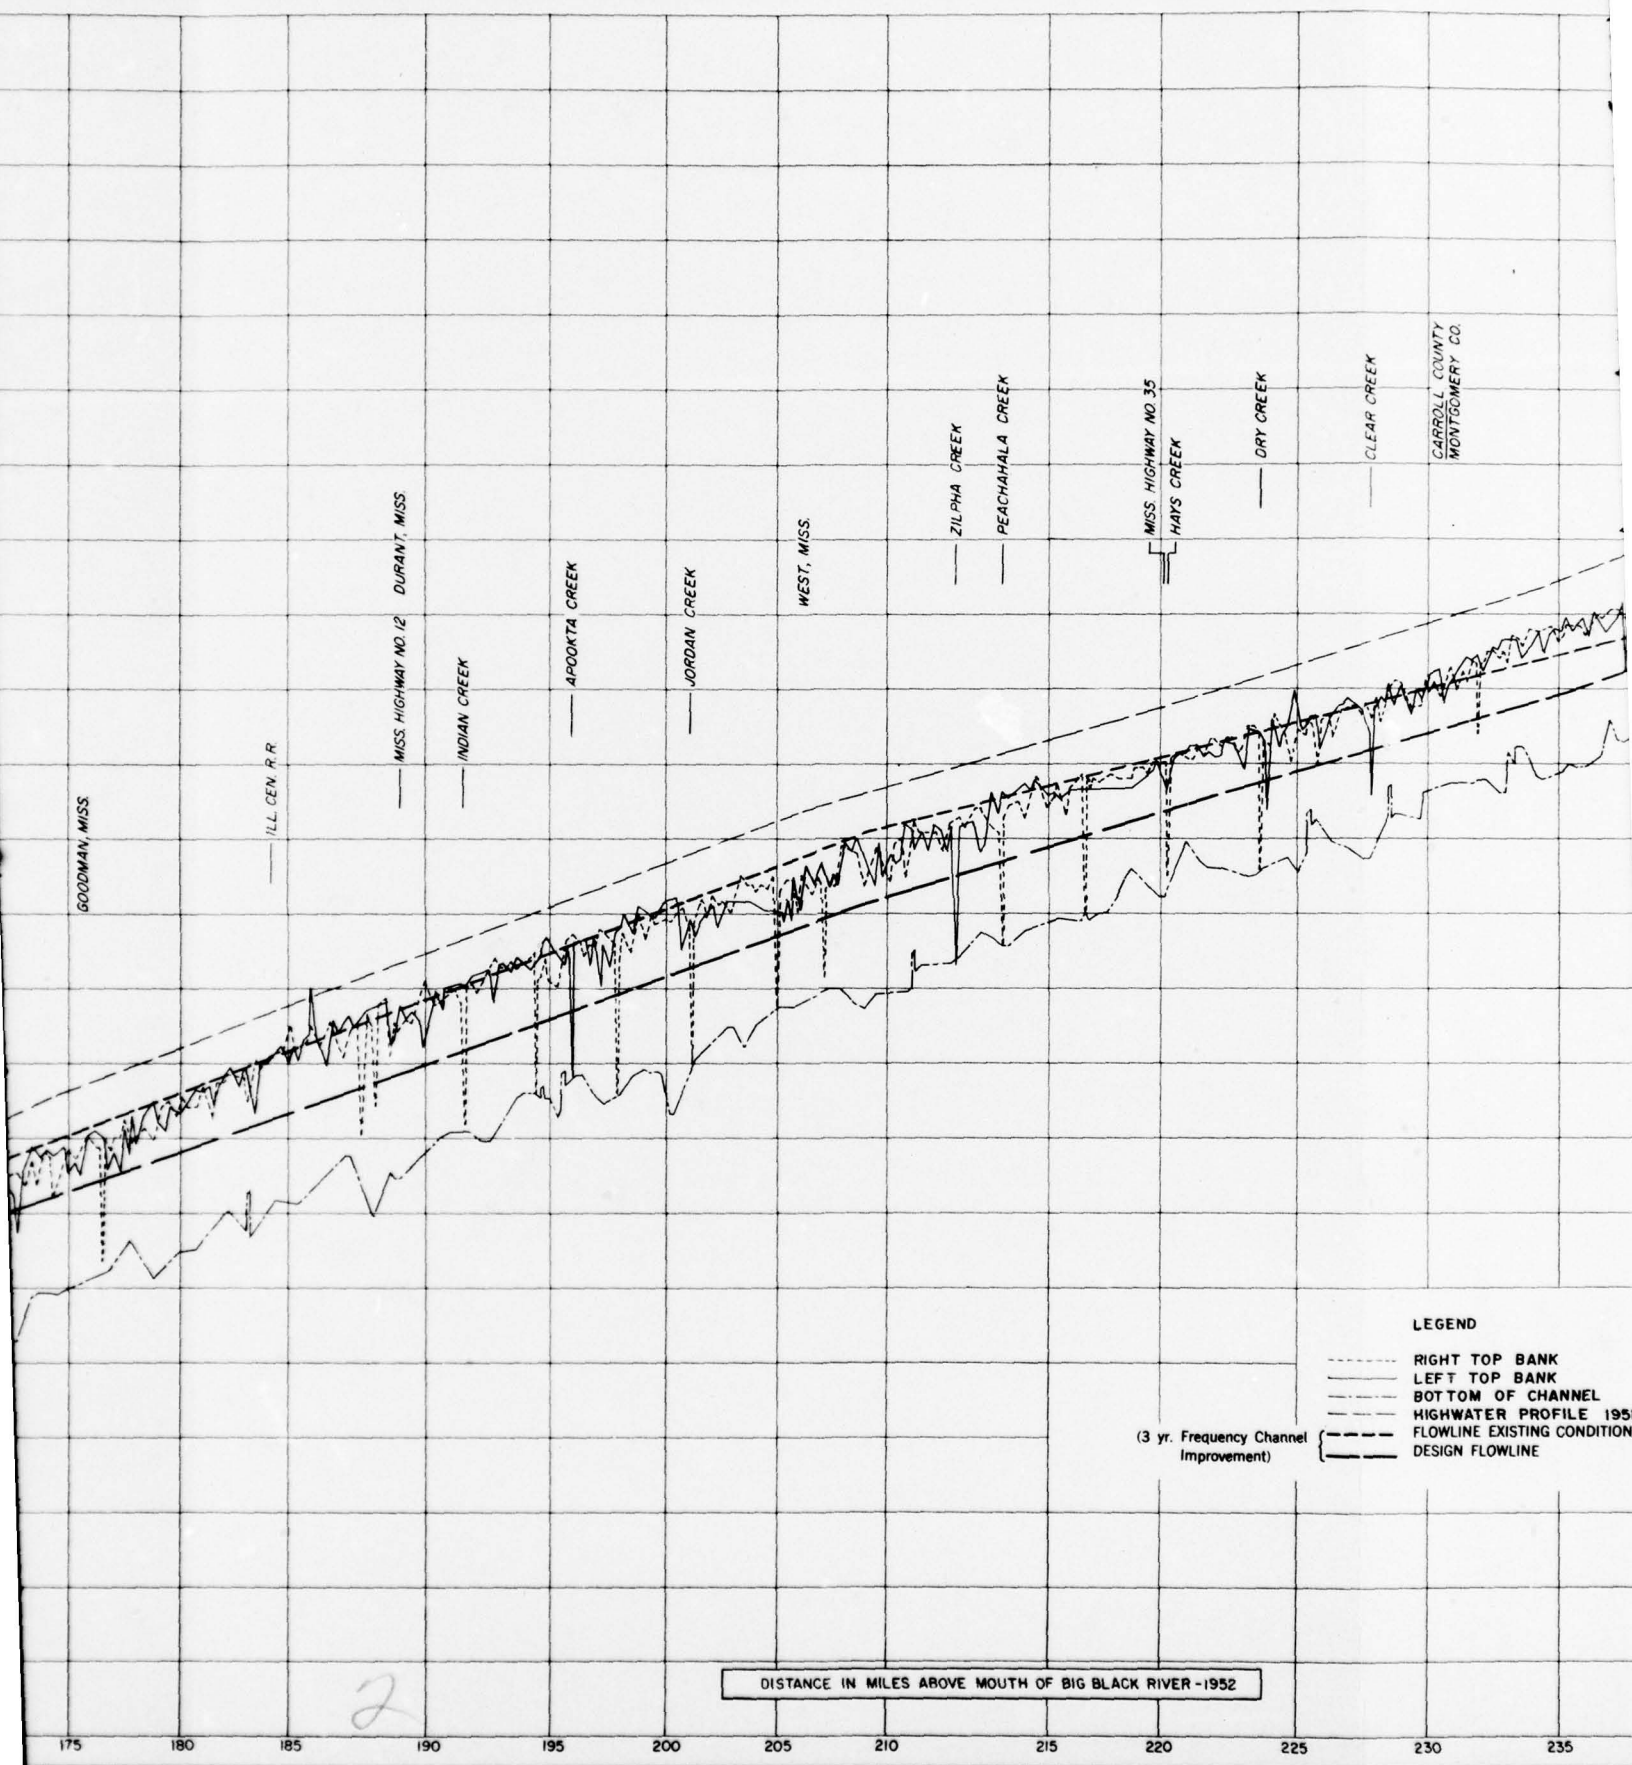 GOODMAN, MISS.
ILL. CEN. R.R.
MISS. HIGHWAY NO. 12 DURANT, MISS.
INDIAN CREEK
APOOKTA CREEK
JORDAN CREEK
WEST, MISS.
ZILPHA CREEK
PEACHAHALA CREEK
MISS. HIGHWAY NO. 35
HAYS CREEK
DRY CREEK
CLEAR CREEK
CARROLL COUNTY
MONTGOMERY CO.
LEGEND
RIGHT TOP BANK
LEFT TOP BANK
BOTTOM OF CHANNEL
HIGHWATER PROFILE 195
FLOWLINE EXISTING CONDITION
DESIGN FLOWLINE
(3 yr. Frequency Channel
Improvement)
DISTANCE IN MILES ABOVE MOUTH OF BIG BLACK RIVER - 1952
2
175 180 185 190 195 200 205 210 215 220 225 230 235